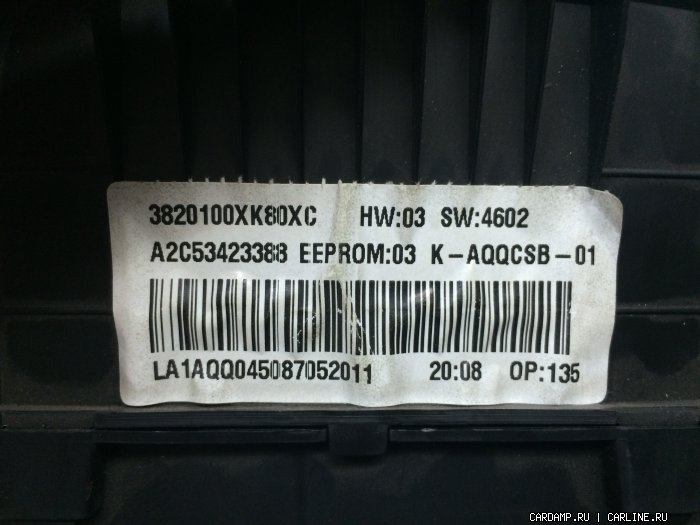 3820100XK80XC HW:03 SW:4602
A2C53423388 EEPROM:03 K-AQQCSB-01
LA1AQQ045087052011 20:08 OP:135
CARDAMP.RU | CARLINE.RU